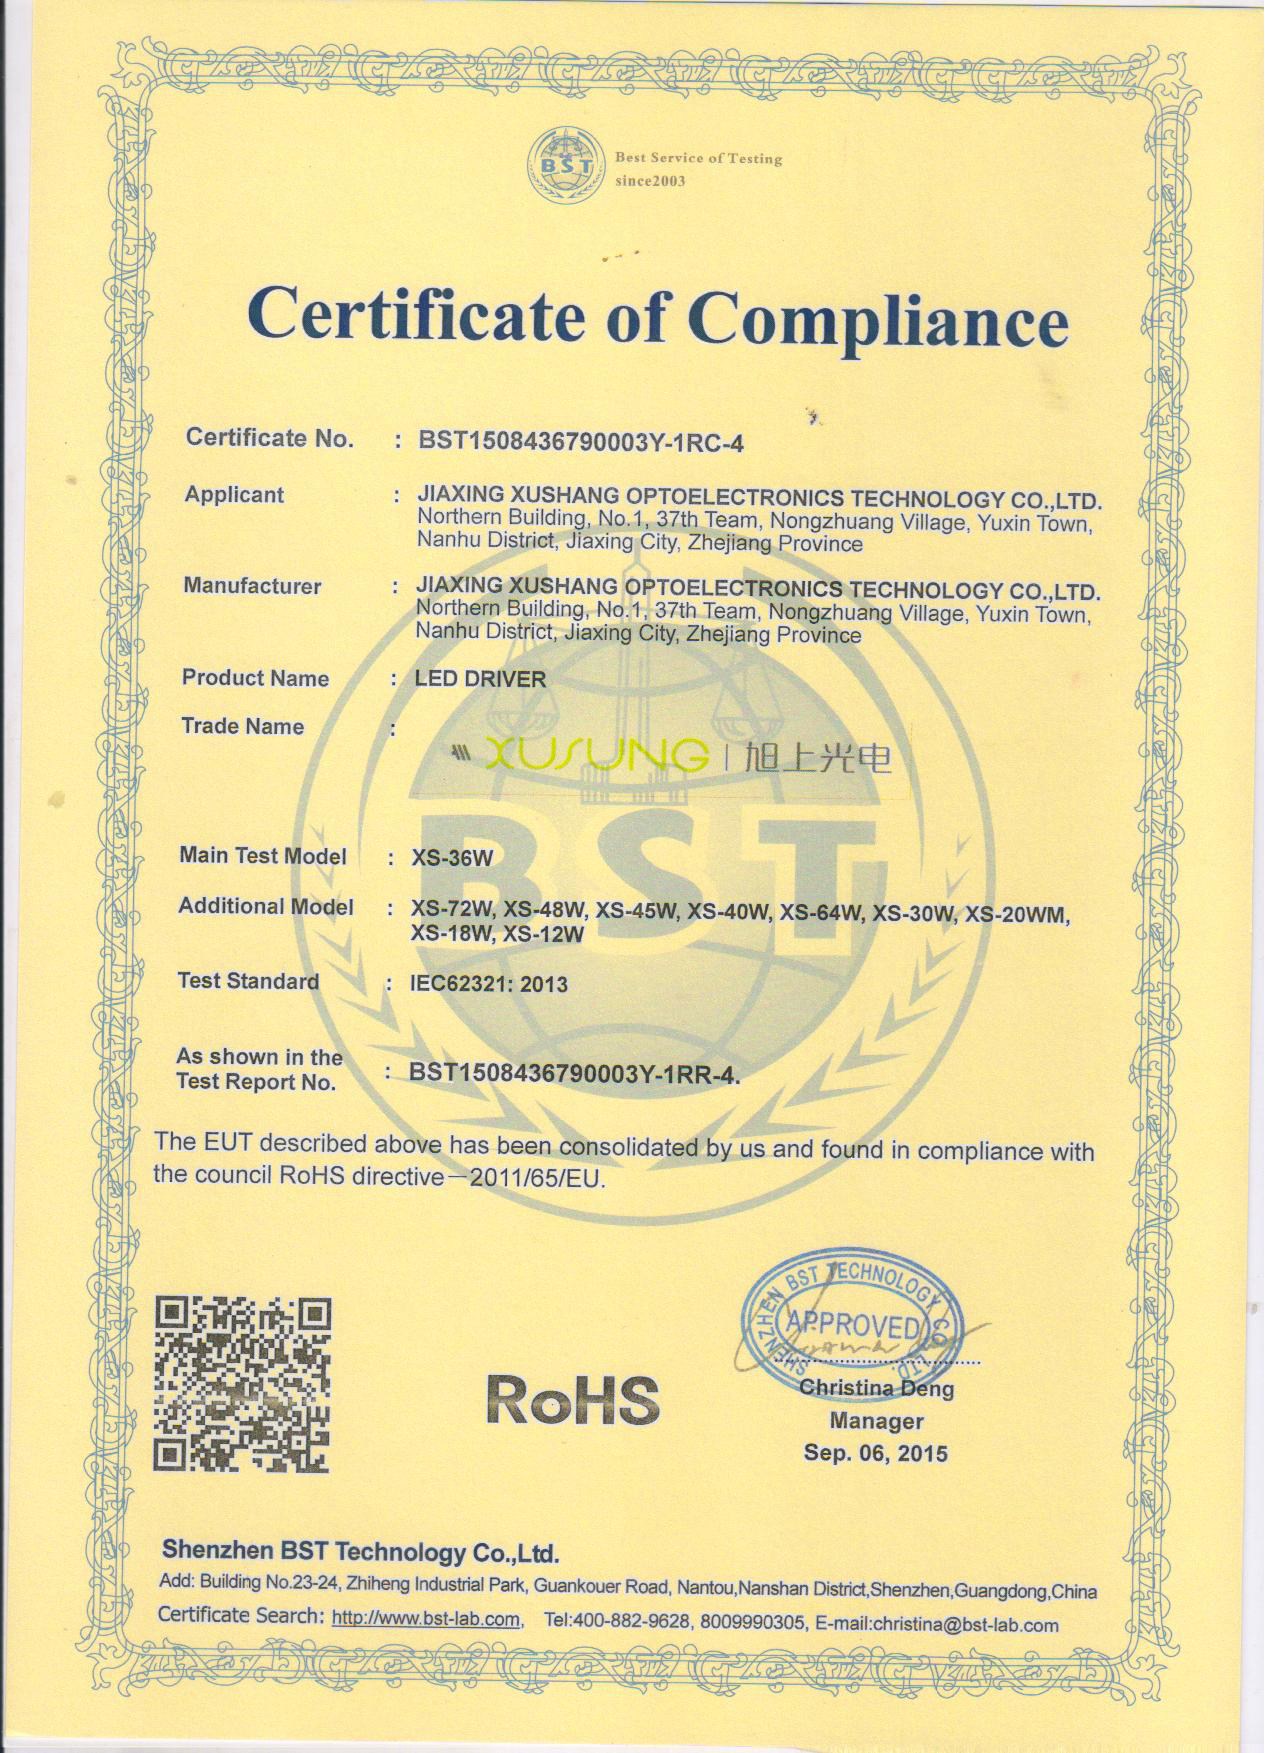 BST
Best Service of Testing
since2003
Certificate of Compliance
Certificate No. : BST1508436790003Y-1RC-4
Applicant : JIAXING XUSHANG OPTOELECTRONICS TECHNOLOGY CO.,LTD.
Northern Building, No.1, 37th Team, Nongzhuang Village, Yuxin Town,
Nanhu District, Jiaxing City, Zhejiang Province
Manufacturer : JIAXING XUSHANG OPTOELECTRONICS TECHNOLOGY CO.,LTD.
Northern Building, No.1, 37th Team, Nongzhuang Village, Yuxin Town,
Nanhu District, Jiaxing City, Zhejiang Province
Product Name : LED DRIVER
Trade Name :
XUSUNG | 旭上光电
BST
Main Test Model : XS-36W
Additional Model : XS-72W, XS-48W, XS-45W, XS-40W, XS-64W, XS-30W, XS-20WM,
XS-18W, XS-12W
Test Standard : IEC62321: 2013
As shown in the
Test Report No. : BST1508436790003Y-1RR-4.
The EUT described above has been consolidated by us and found in compliance with
the council RoHS directive—2011/65/EU.
SHENZHEN BST TECHNOLOGY CO.,LTD.
APPROVED
RoHS
Christina Deng
Manager
Sep. 06, 2015
Shenzhen BST Technology Co.,Ltd.
Add: Building No.23-24, Zhiheng Industrial Park, Guankouer Road, Nantou,Nanshan District,Shenzhen,Guangdong,China
Certificate Search: http://www.bst-lab.com, Tel:400-882-9628, 8009990305, E-mail:christina@bst-lab.com